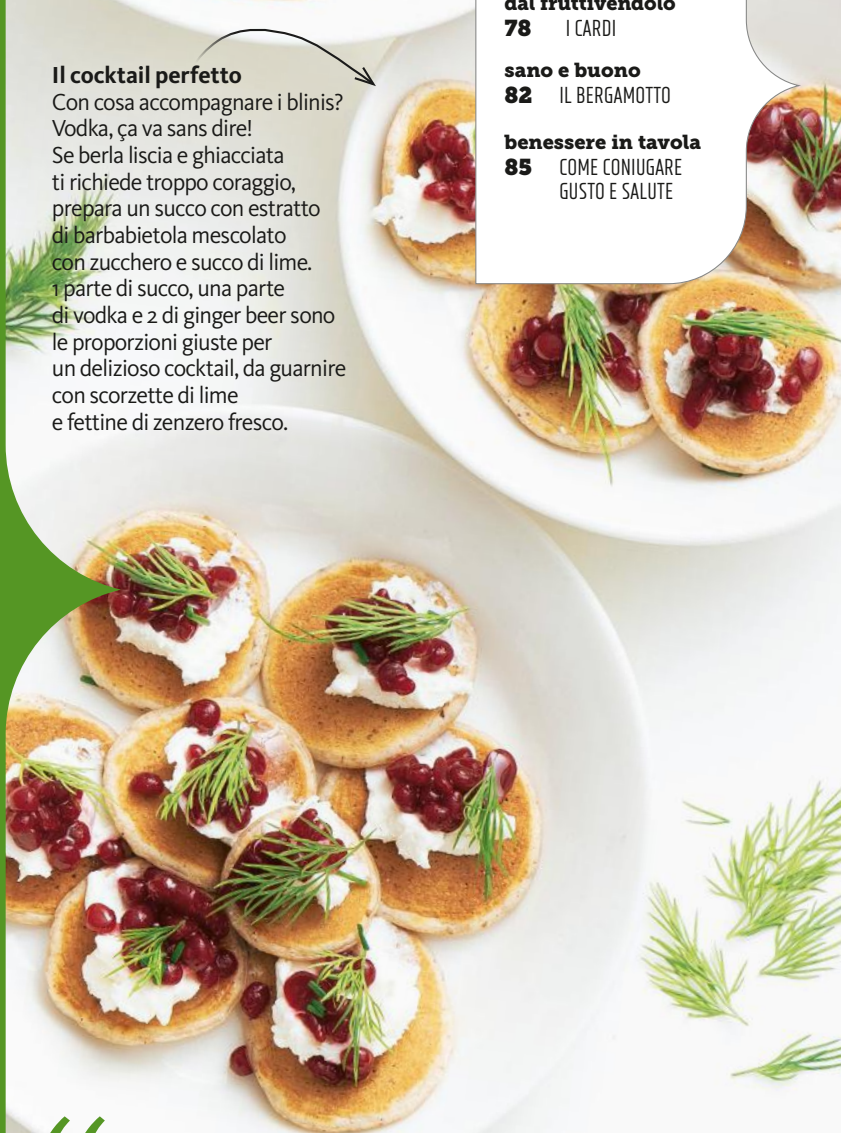 Il cocktail perfetto
Con cosa accompagnare i blinis?
Vodka, ça va sans dire!
Se berla liscia e ghiacciata
ti richiede troppo coraggio,
prepara un succo con estratto
di barbabietola mescolato
con zucchero e succo di lime.
1 parte di succo, una parte
di vodka e 2 di ginger beer sono
le proporzioni giuste per
un delizioso cocktail, da guarnire
con scorzette di lime
e fettine di zenzero fresco.
dal fruttivendolo
78 I CARDI
sano e buono
82 IL BERGAMOTTO
benessere in tavola
85 COME CONIUGARE
GUSTO E SALUTE
“